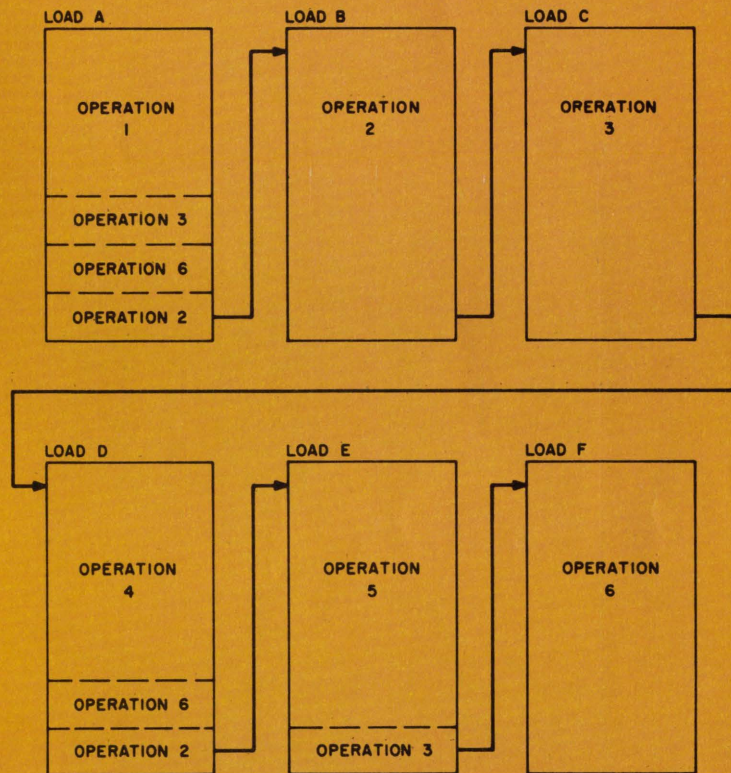 LOAD A
OPERATION
1
OPERATION 3
OPERATION 6
OPERATION 2
LOAD B
OPERATION
2
LOAD C
OPERATION
3
LOAD D
OPERATION
4
OPERATION 6
OPERATION 2
LOAD E
OPERATION
5
OPERATION 3
LOAD F
OPERATION
6